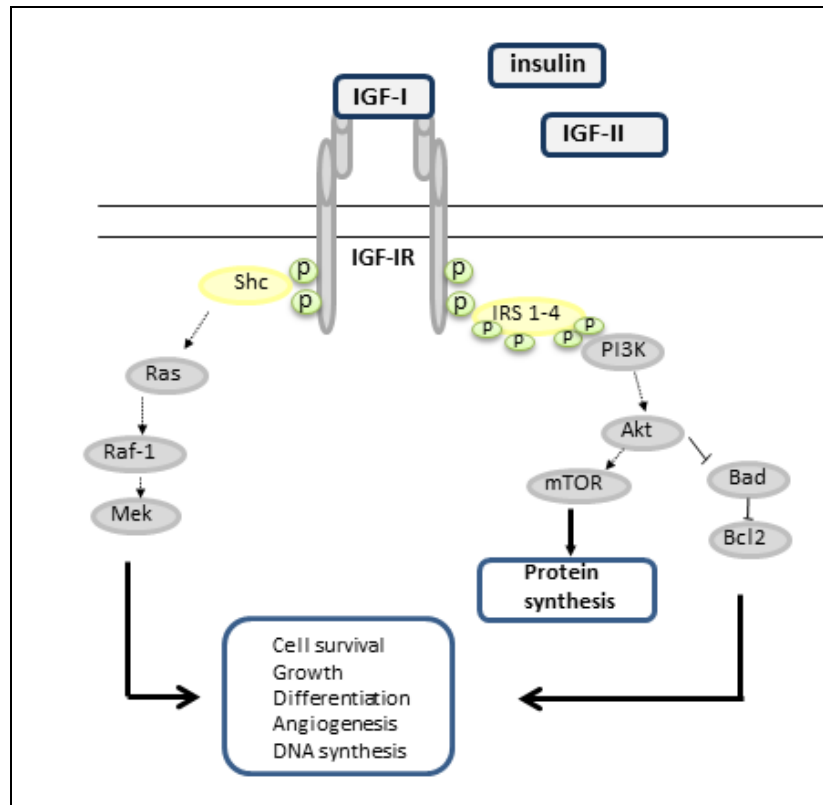 insulin
IGF-I
IGF-II
IGF-IR
Shc
p
p
p
p
IRS 1-4
p
p
p
p
PI3K
Ras
Akt
Raf-1
Bad
mTOR
Mek
Bcl2
Protein
synthesis
Cell survival
Growth
Differentiation
Angiogenesis
DNA synthesis